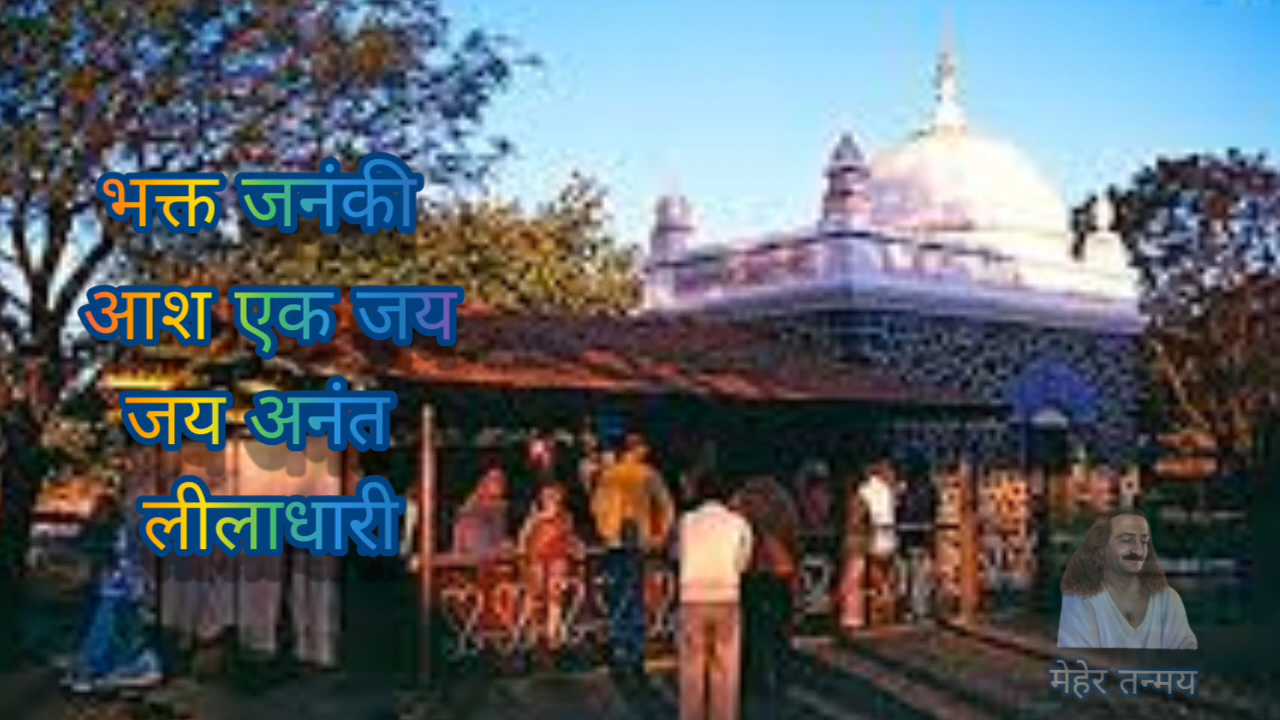 भक्त जनंकी
आश एक जय
जय अनंत
लीलाधारी
मेहेर तन्मय